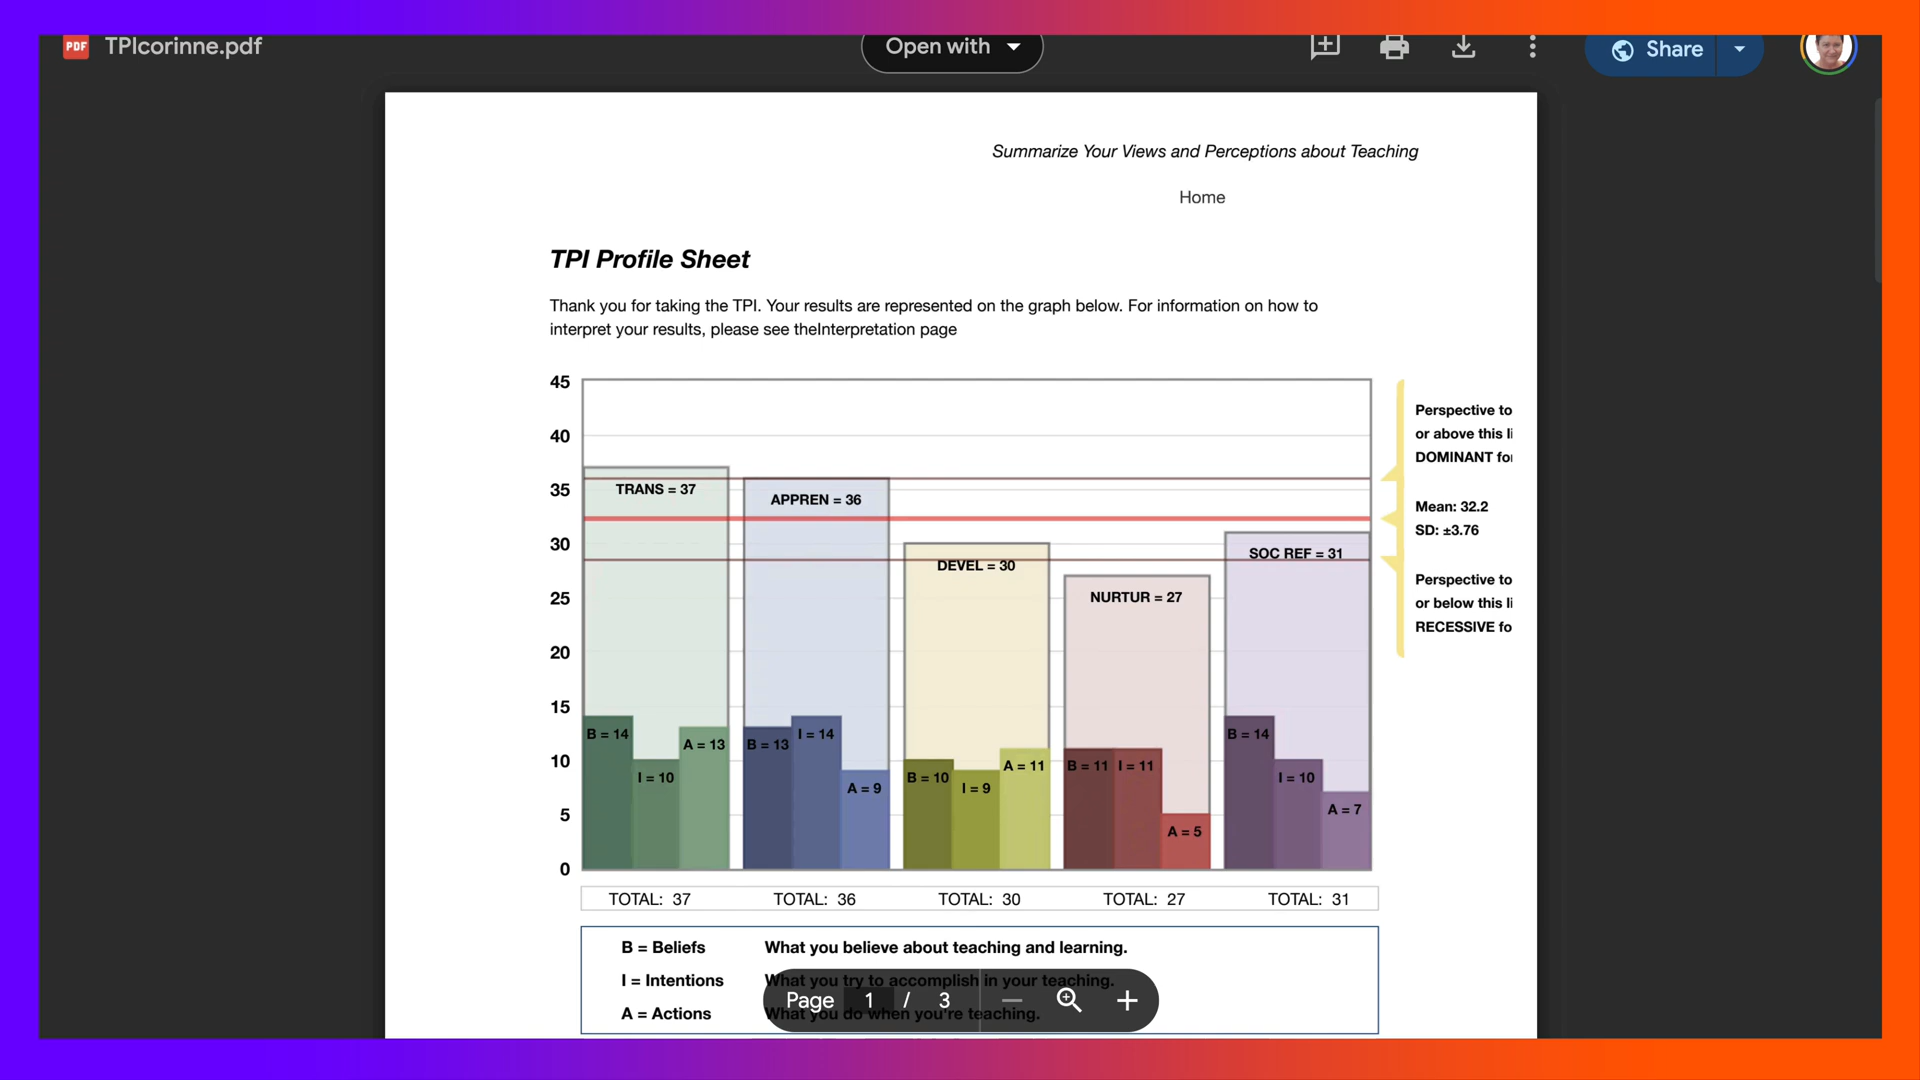 PDF TPIcorinne.pdf
Open with
Share
Summarize Your Views and Perceptions about Teaching
Home
TPI Profile Sheet
Thank you for taking the TPI. Your results are represented on the graph below. For information on how to
interpret your results, please see theInterpretation page
45
40
35
30
25
20
15
10
5
0
TRANS = 37
APPREN = 36
DEVEL = 30
NURTUR = 27
SOC REF = 31
B = 14
I = 10
A = 13
B = 13
I = 14
A = 9
B = 10
I = 9
A = 11
B = 11
I = 11
A = 5
B = 14
I = 10
A = 7
Perspective to
or above this li
DOMINANT for
Mean: 32.2
SD: ±3.76
Perspective to
or below this li
RECESSIVE fo
TOTAL: 37 TOTAL: 36 TOTAL: 30 TOTAL: 27 TOTAL: 31
B = Beliefs What you believe about teaching and learning.
I = Intentions What you try to accomplish in your teaching.
A = Actions What you do when you're teaching.
Page 1 / 3